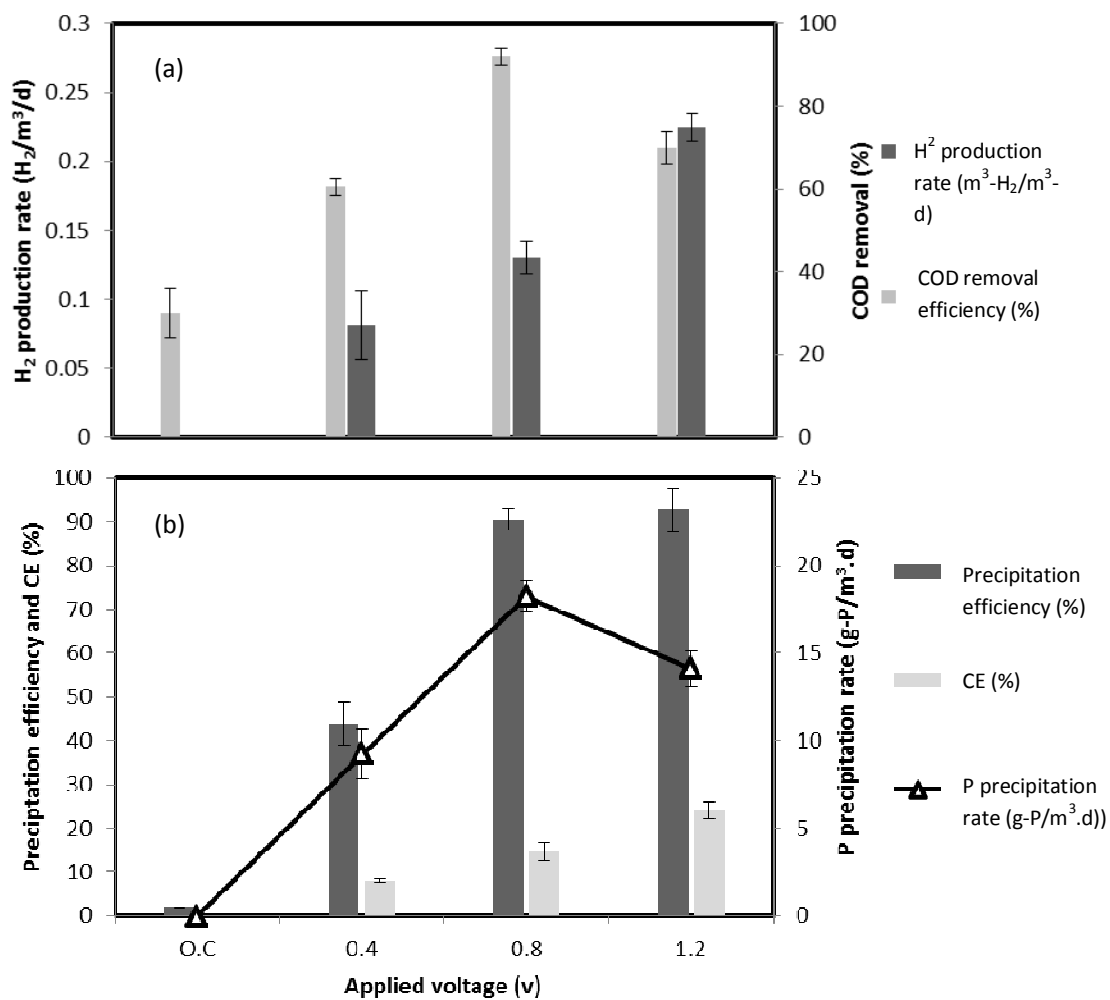 (a)
H₂ production rate (H₂/m³/d)
0.3
0.25
0.2
0.15
0.1
0.05
0
COD removal (%)
100
80
60
40
20
0
H² production
rate (m³-H₂/m³-
d)
COD removal
efficiency (%)
(b)
Preciptation efficiency and CE (%)
100
90
80
70
60
50
40
30
20
10
0
P precipitation rate (g-P/m³.d)
25
20
15
10
5
0
O.C
0.4
0.8
1.2
Applied voltage (v)
Precipitation
efficiency (%)
CE (%)
P precipitation
rate (g-P/m³.d))